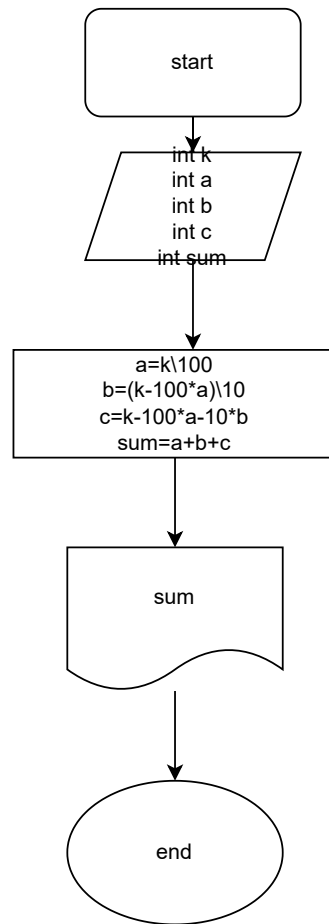 start
int k
int a
int b
int c
int sum
a=k\100
b=(k-100*a)\10
c=k-100*a-10*b
sum=a+b+c
sum
end